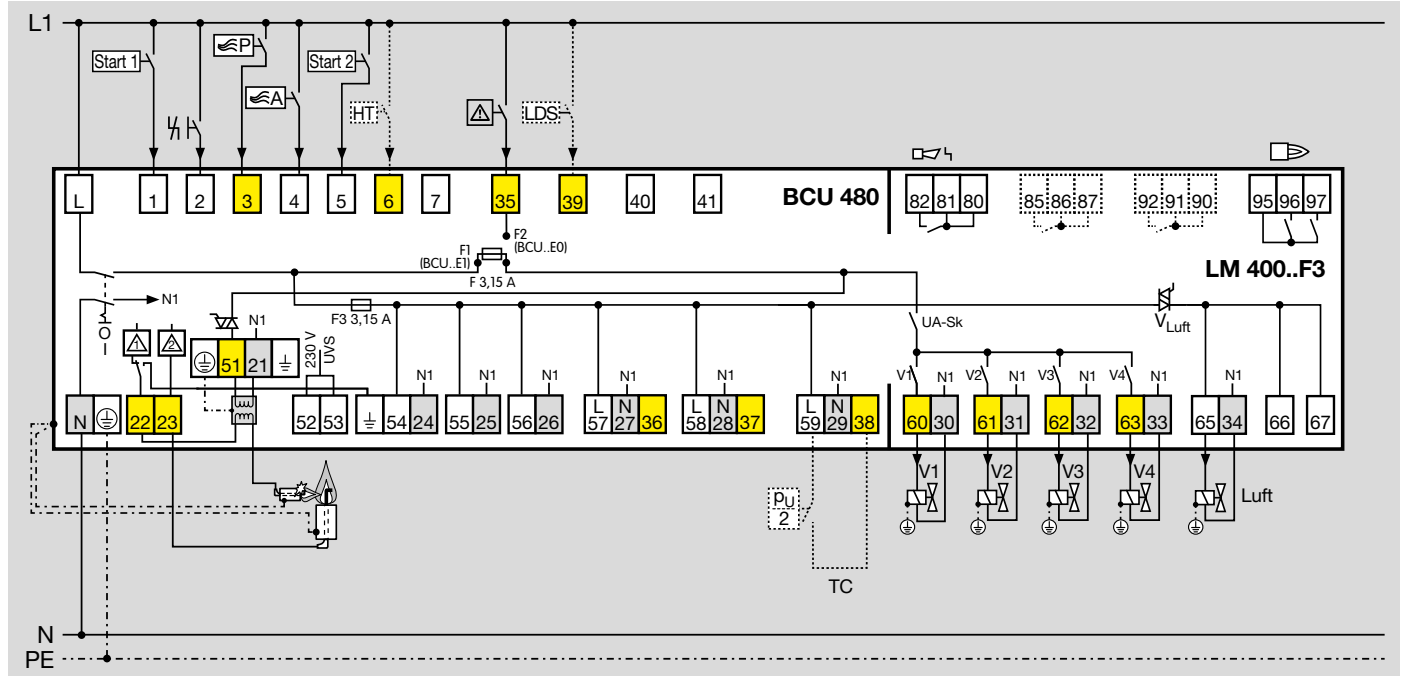 L1
Start 1
P
A
Start 2
HT
LDS
L 1 2 3 4 5 6 7 35 39 40 41
BCU 480
82 81 80 85 86 87 92 91 90 95 96 97
LM 400..F3
F2
(BCU..E0)
F1
(BCU..E1)
F 3,15 A
N1
F3 3,15 A
UA-Sk
VLuft
O
I
1
2
N1
51 21
230 V
UVS
N1 N1 N1 N1 N1 N1
V1 N1 V2 N1 V3 N1 V4 N1 N1
N 22 23 52 53 54 24 55 25 56 26
L N
57 27 36
L N
58 28 37
L N
59 29 38
60 30 61 31 62 32 63 33 65 34 66 67
V1 V2 V3 V4 Luft
pU
2
TC
N
PE